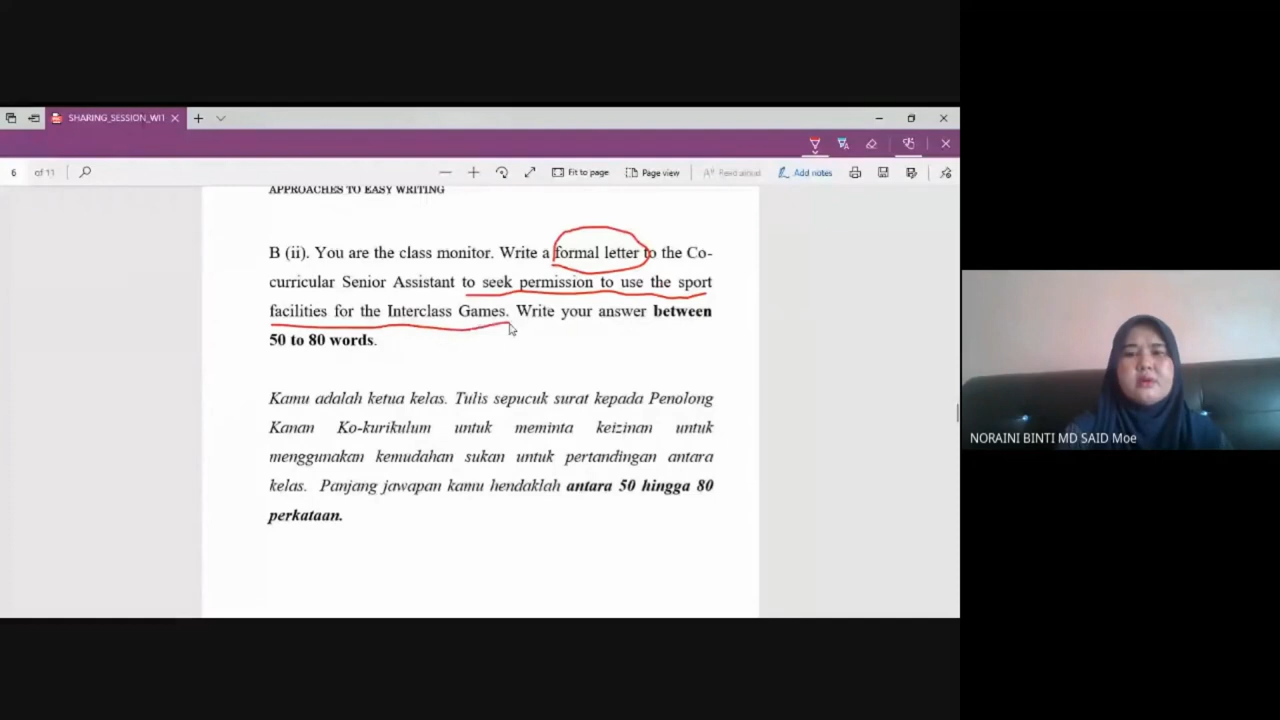 SHARING_SESSION_WIT
6 of 11
Fit to page
Page view
Read aloud
Add notes
APPROACHES TO EASY WRITING
B (ii). You are the class monitor. Write a formal letter to the Co-
curricular Senior Assistant to seek permission to use the sport
facilities for the Interclass Games. Write your answer between
50 to 80 words.
Kamu adalah ketua kelas. Tulis sepucuk surat kepada Penolong
Kanan Ko-kurikulum untuk meminta keizinan untuk
menggunakan kemudahan sukan untuk pertandingan antara
kelas. Panjang jawapan kamu hendaklah antara 50 hingga 80
perkataan.
NORAINI BINTI MD SAID Moe